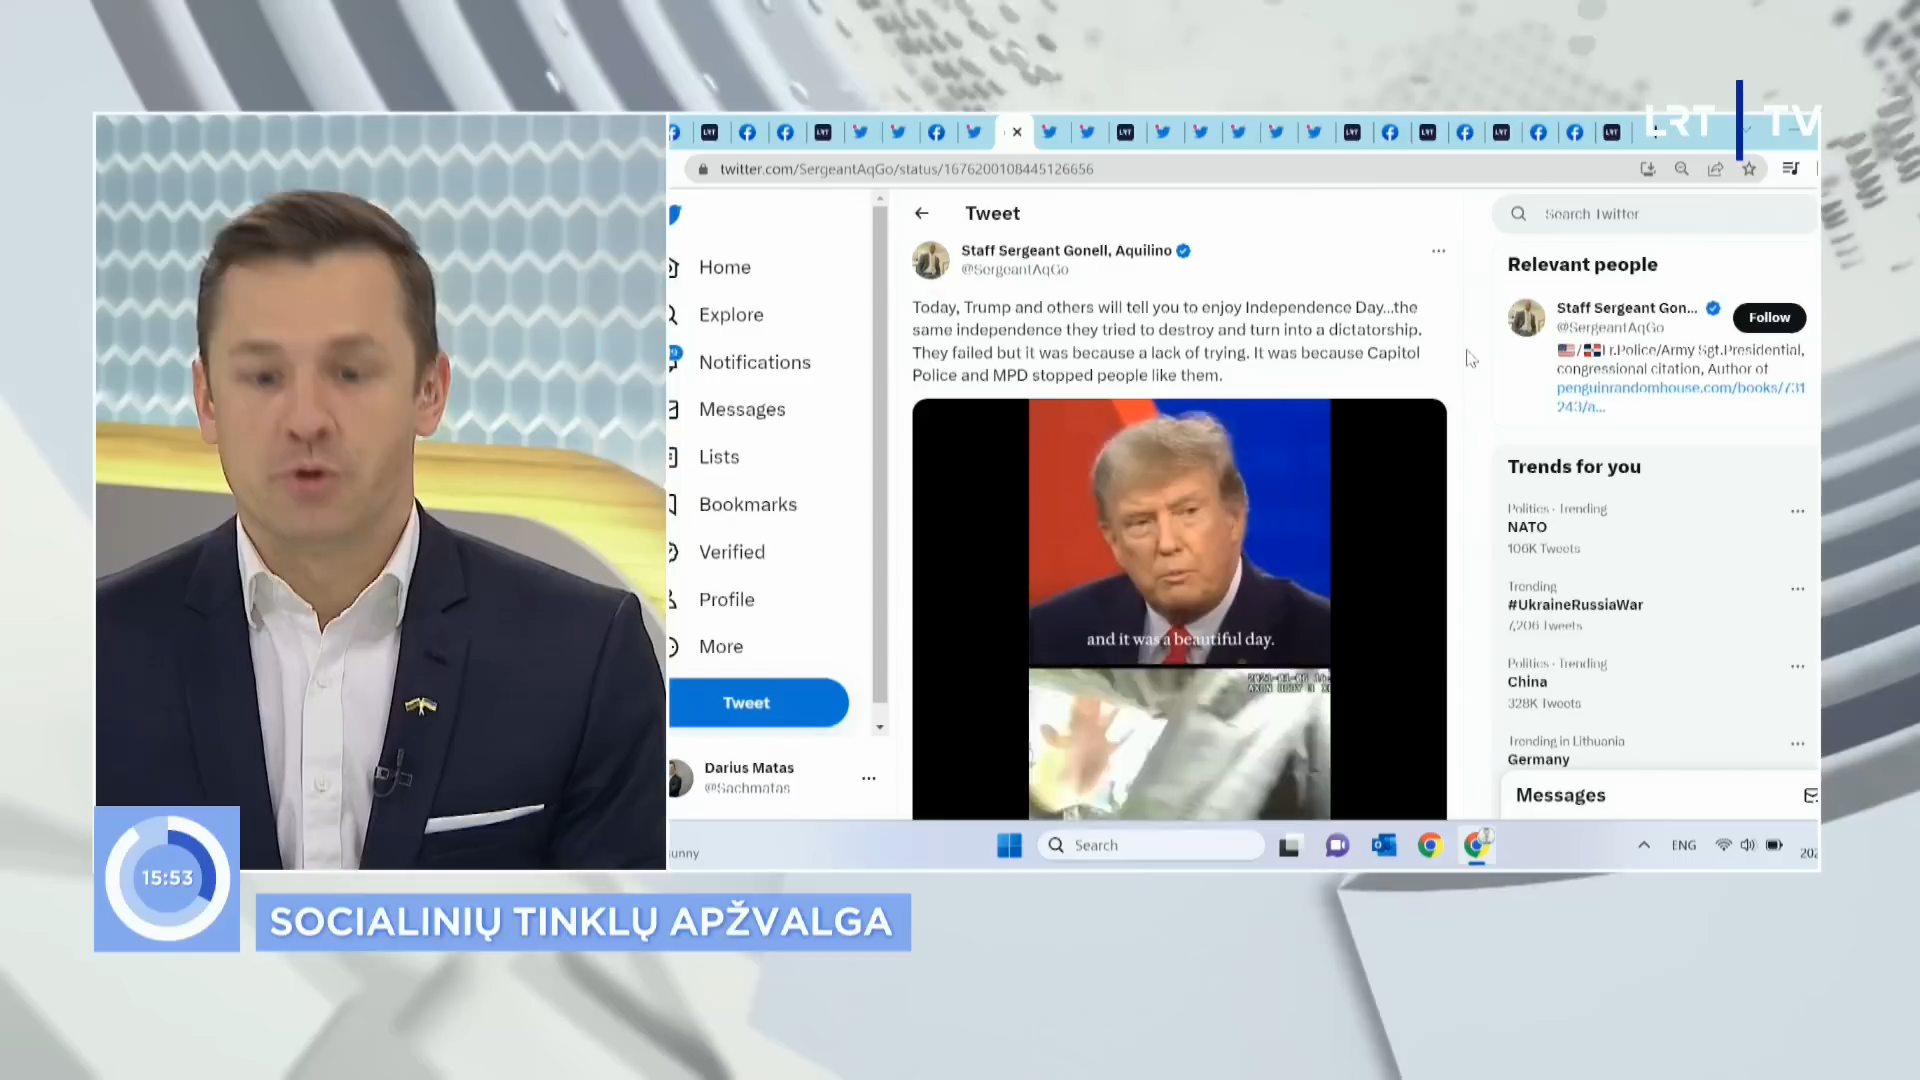 LRT TV
twitter.com/SergeantAqGo/status/1676200108445126656
Home
Explore
Notifications
Messages
Lists
Bookmarks
Verified
Profile
More
Tweet
Darius Matas
@Sachmatas
Tweet
Staff Sergeant Gonell, Aquilino
@SergeantAqGo
Today, Trump and others will tell you to enjoy Independence Day...the
same independence they tried to destroy and turn into a dictatorship.
They failed but it was because a lack of trying. It was because Capitol
Police and MPD stopped people like them.
and it was a beautiful day.
Search Twitter
Relevant people
Staff Sergeant Gon...
@SergeantAqGo
Follow
Police/Army Sgt.Presidential,
congressional citation, Author of
penguinrandomhouse.com/books/731
243/a...
Trends for you
Politics · Trending
NATO
106K Tweets
Trending
#UkraineRussiaWar
7,206 Tweets
Politics · Trending
China
328K Tweets
Trending in Lithuania
Germany
Messages
Search
ENG
15:53
SOCIALINIŲ TINKLŲ APŽVALGA